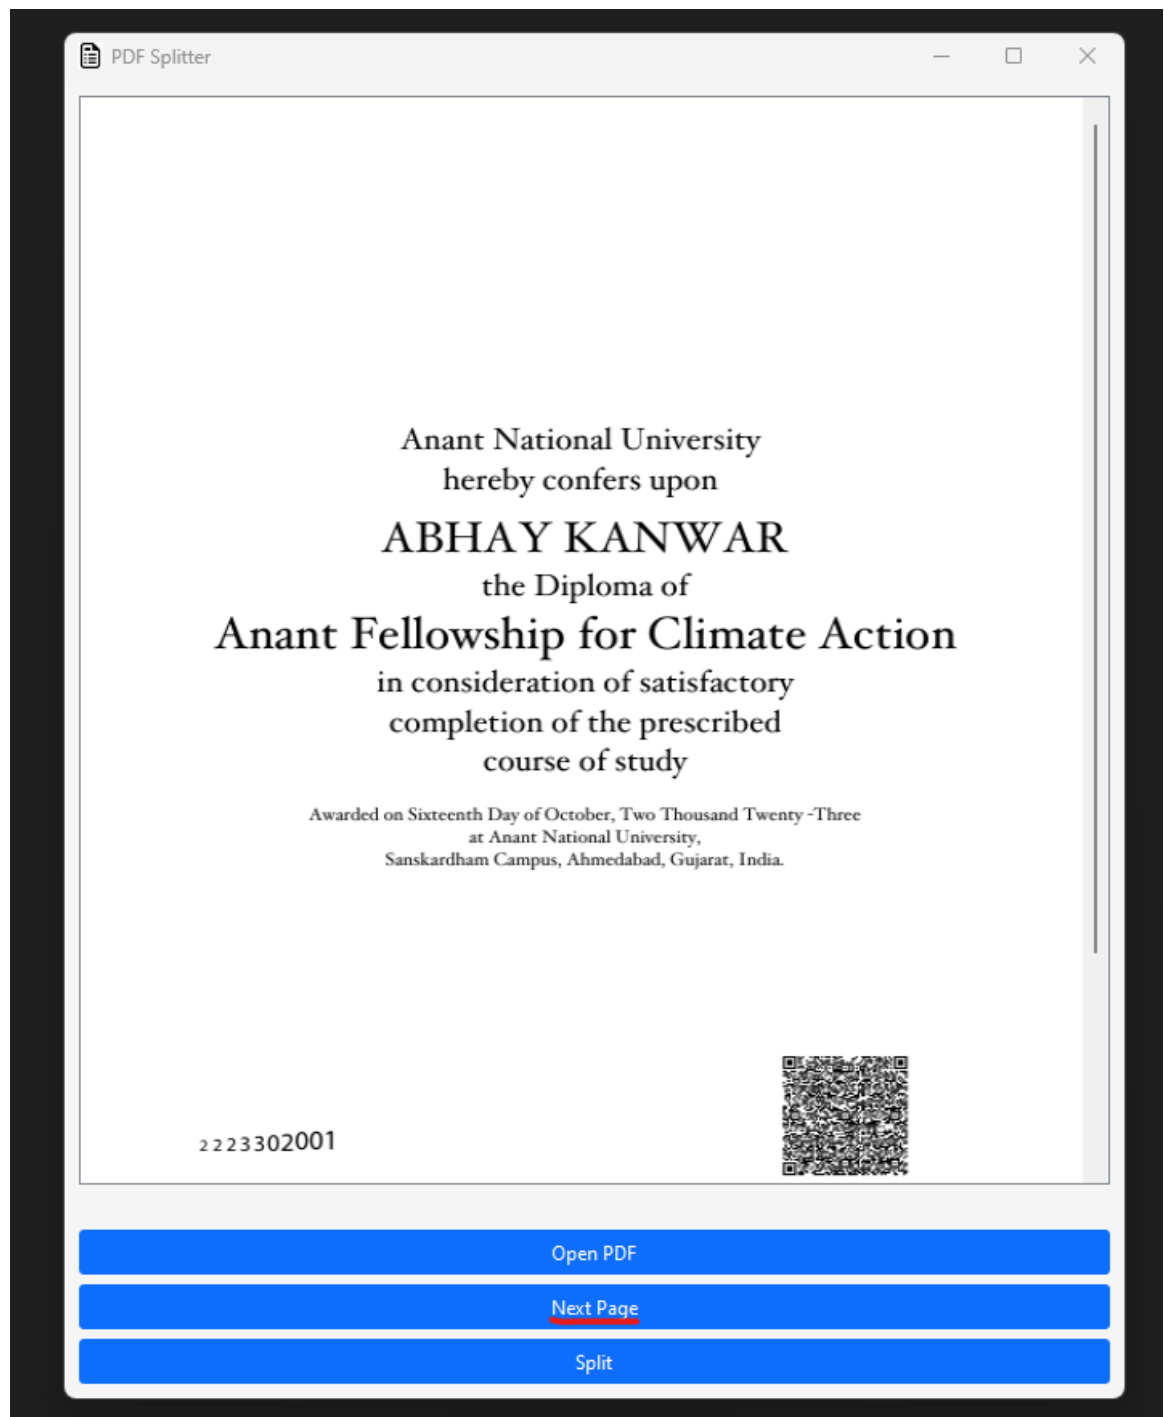 PDF Splitter
Anant National University
hereby confers upon
ABHAY KANWAR
the Diploma of
Anant Fellowship for Climate Action
in consideration of satisfactory
completion of the prescribed
course of study
Awarded on Sixteenth Day of October, Two Thousand Twenty -Three
at Anant National University,
Sanskardham Campus, Ahmedabad, Gujarat, India.
2223302001
Open PDF
Next Page
Split